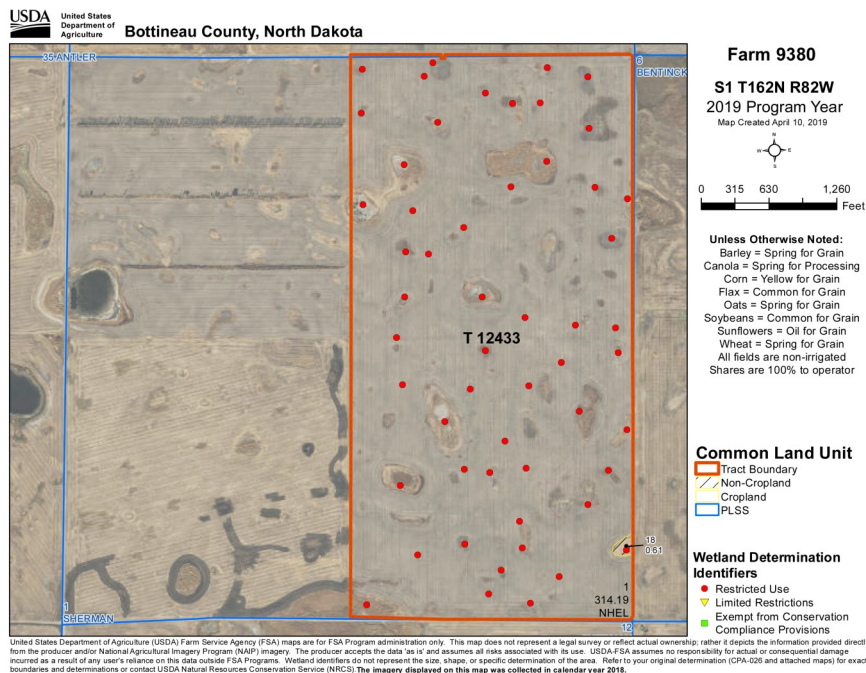 USDA
United States
Department of
Agriculture
Bottineau County, North Dakota
35 ANTLER
6
BENTINCK
T 12433
18
0.61
1
314.19
NHEL
1
SHERMAN
12
Farm 9380
S1 T162N R82W
2019 Program Year
Map Created April 10, 2019
N
W E
S
0 315 630 1,260
Feet
Unless Otherwise Noted:
Barley = Spring for Grain
Canola = Spring for Processing
Corn = Yellow for Grain
Flax = Common for Grain
Oats = Spring for Grain
Soybeans = Common for Grain
Sunflowers = Oil for Grain
Wheat = Spring for Grain
All fields are non-irrigated
Shares are 100% to operator
Common Land Unit
Tract Boundary
Non-Cropland
Cropland
PLSS
Wetland Determination
Identifiers
Restricted Use
Limited Restrictions
Exempt from Conservation
Compliance Provisions
United States Department of Agriculture (USDA) Farm Service Agency (FSA) maps are for FSA Program administration only. This map does not represent a legal survey or reflect actual ownership; rather it depicts the information provided directl
from the producer and/or National Agricultural Imagery Program (NAIP) imagery. The producer accepts the data 'as is' and assumes all risks associated with its use. USDA-FSA assumes no responsibility for actual or consequential damage
incurred as a result of any user's reliance on this data outside FSA Programs. Wetland identifiers do not represent the size, shape, or specific determination of the area. Refer to your original determination (CPA-026 and attached maps) for exac
boundaries and determinations or contact USDA Natural Resources Conservation Service (NRCS). The imagery displayed on this map was collected in calendar year 2018.